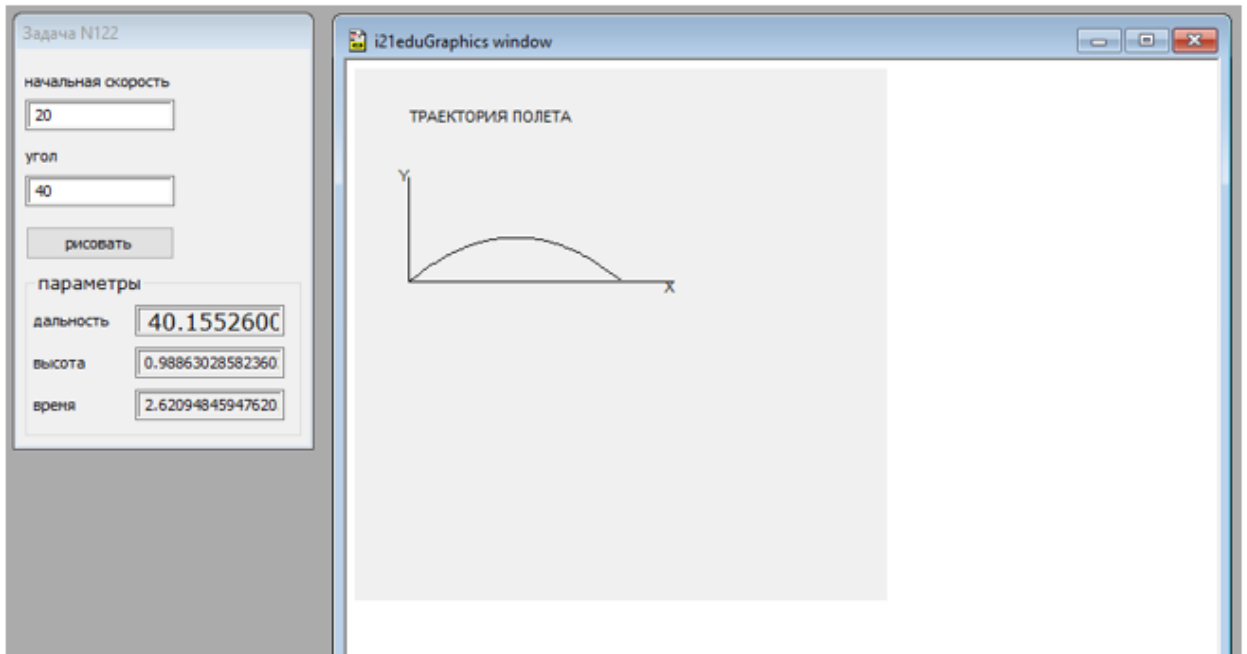 Задача N122
начальная скорость
20
угол
40
рисовать
параметры
дальность 40.1552600
высота 0.98863028582360
время 2.62094845947620
i21eduGraphics window
ТРАЕКТОРИЯ ПОЛЕТА
Y
X